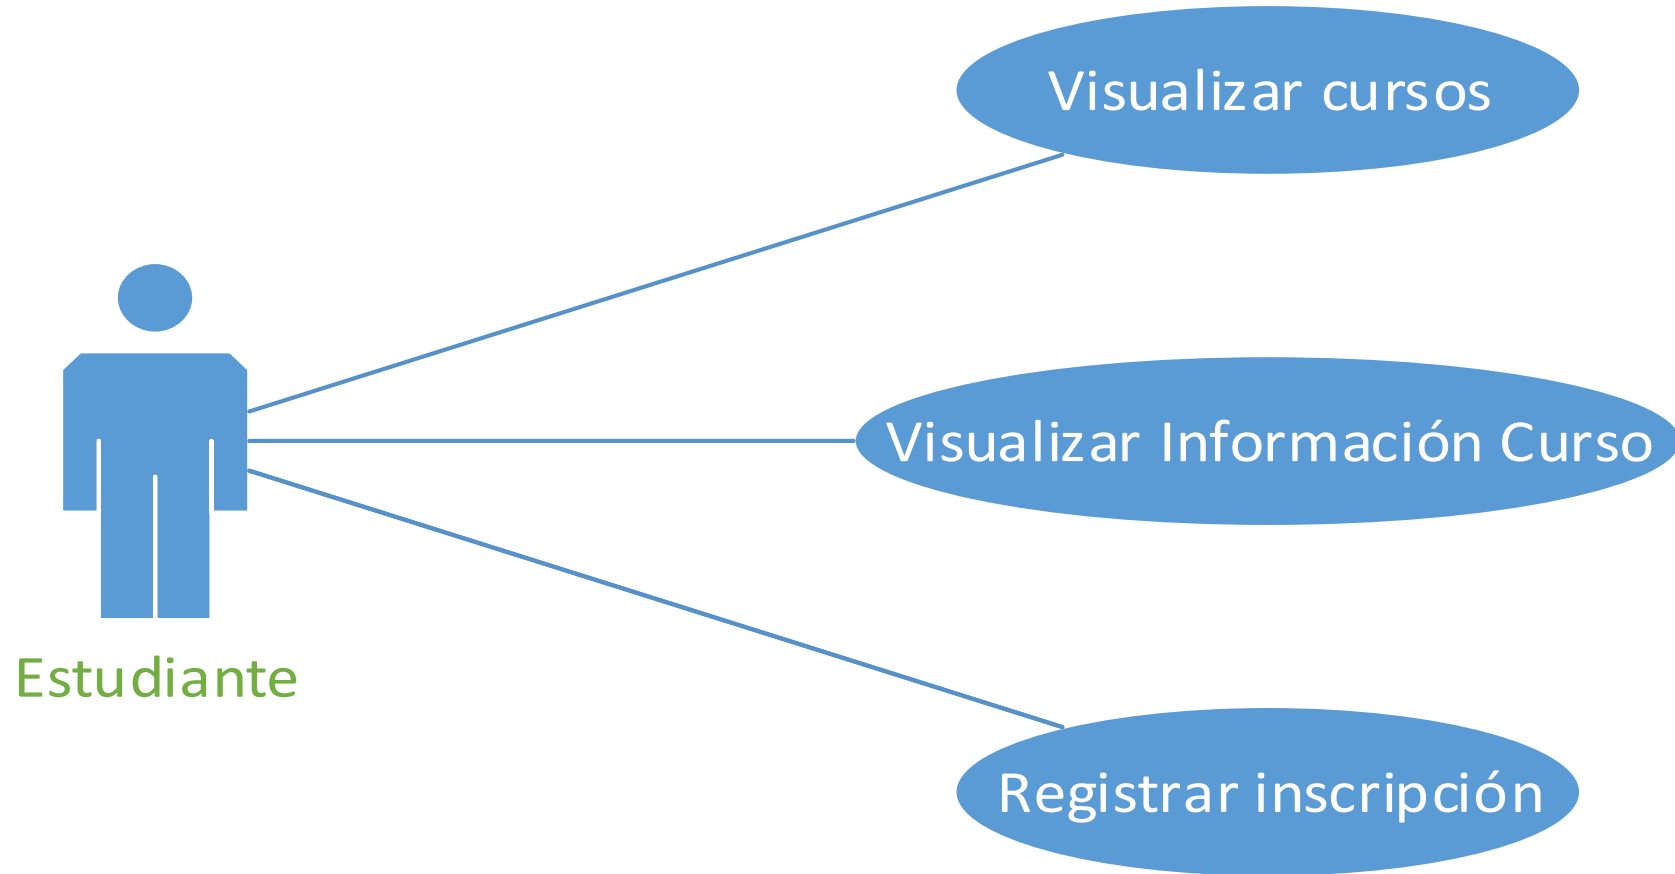 Visualizar cursos
Visualizar Información Curso
Estudiante
Registrar inscripción